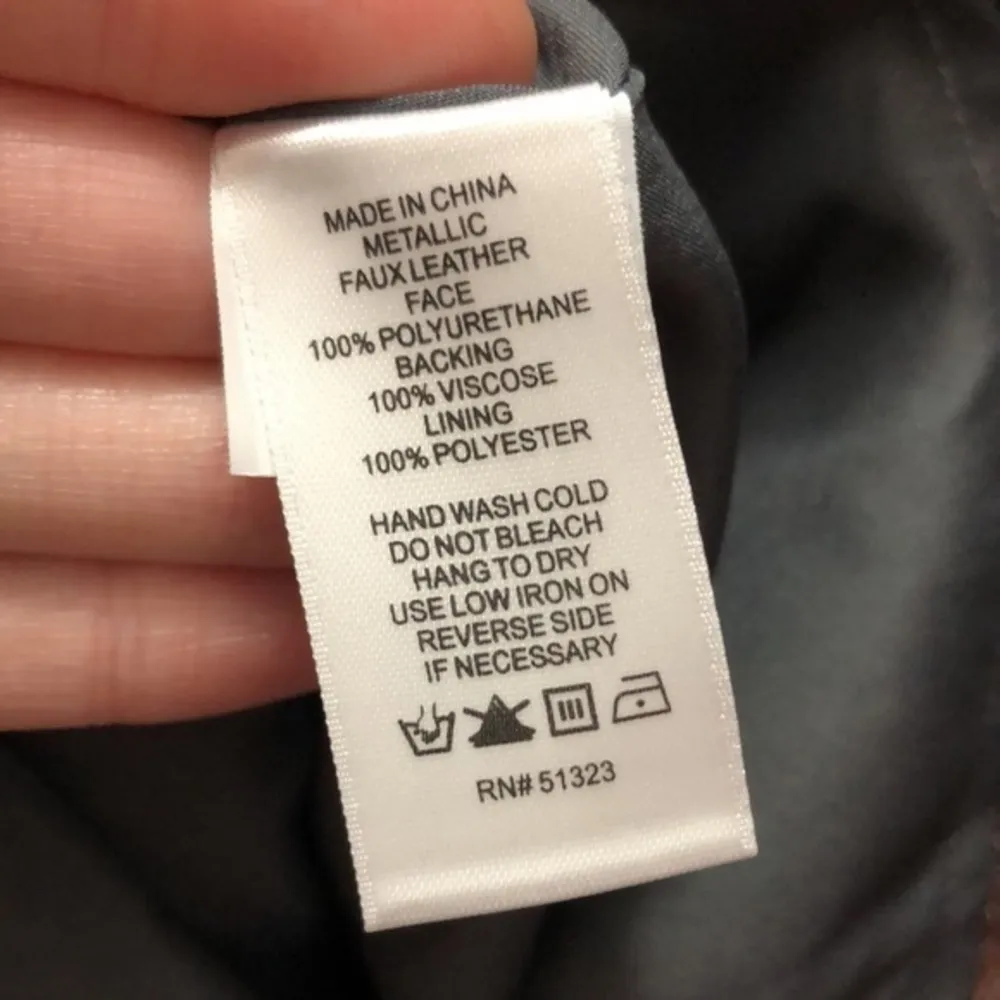 MADE IN CHINA
METALLIC
FAUX LEATHER
FACE
100% POLYURETHANE
BACKING
100% VISCOSE
LINING
100% POLYESTER
HAND WASH COLD
DO NOT BLEACH
HANG TO DRY
USE LOW IRON ON
REVERSE SIDE
IF NECESSARY
RN# 51323